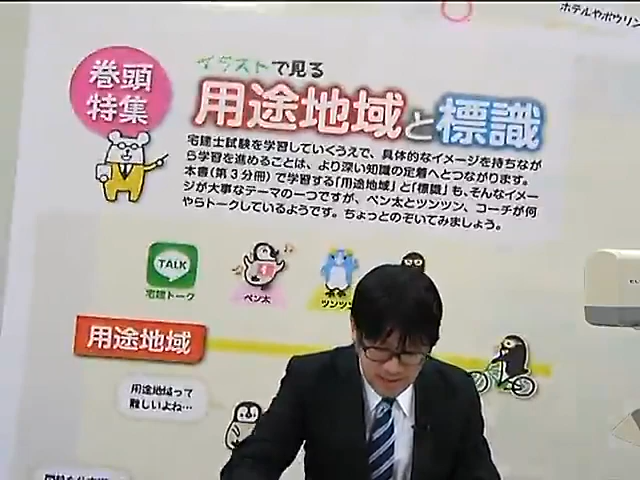 ホテルやボウリン
巻頭
特集
イラストで見る
用途地域と標識
宅建士試験を学習していくうえで、具体的なイメージを持ちなが
ら学習を進めることは、より深い知識の定着へとつながります。
本書(第3分冊)で学習する「用途地域」と「標識」も、そんなイメー
ジが大事なテーマの一つですが、ペン太とツンツン、コーチが何
やらトークしているようです。ちょっとのぞいてみましょう。
TALK
宅建トーク
ペン太
ツンツン
用途地域
用途地域って
難しいよね…